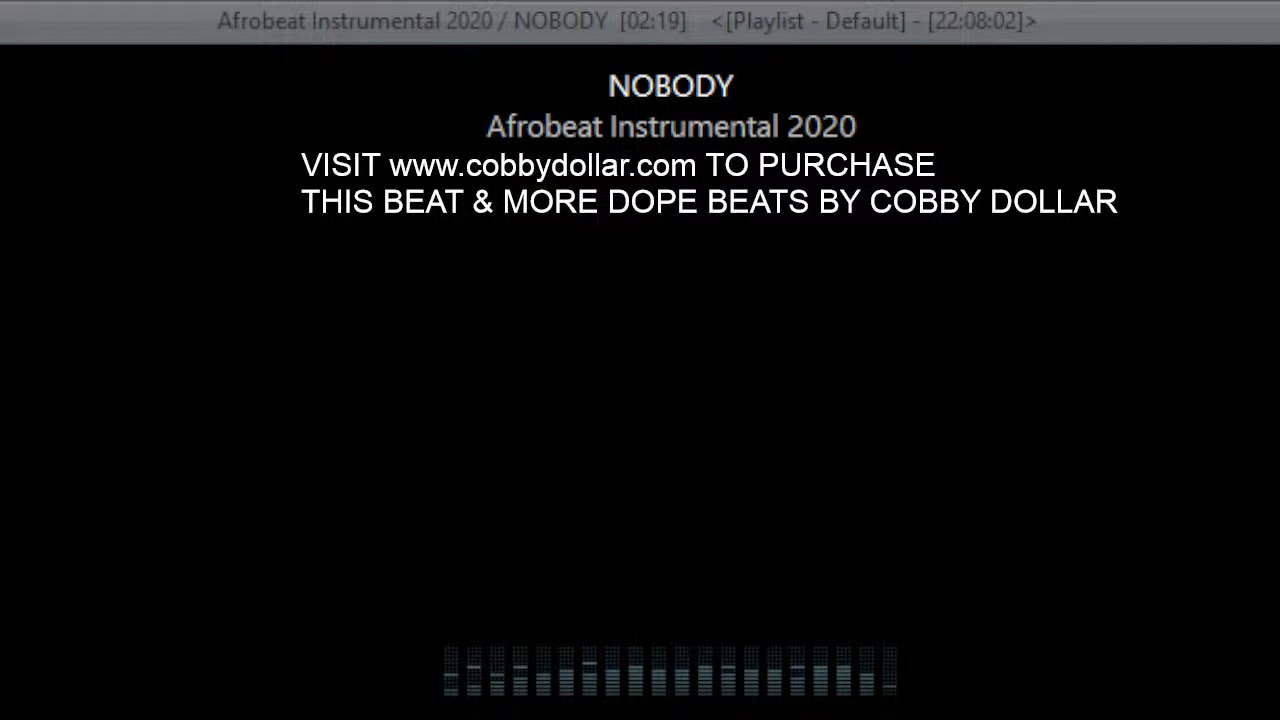 Afrobeat Instrumental 2020 / NOBODY [02:19] <[Playlist - Default] - [22:08:02]>
NOBODY
Afrobeat Instrumental 2020
VISIT www.cobbydollar.com TO PURCHASE
THIS BEAT & MORE DOPE BEATS BY COBBY DOLLAR